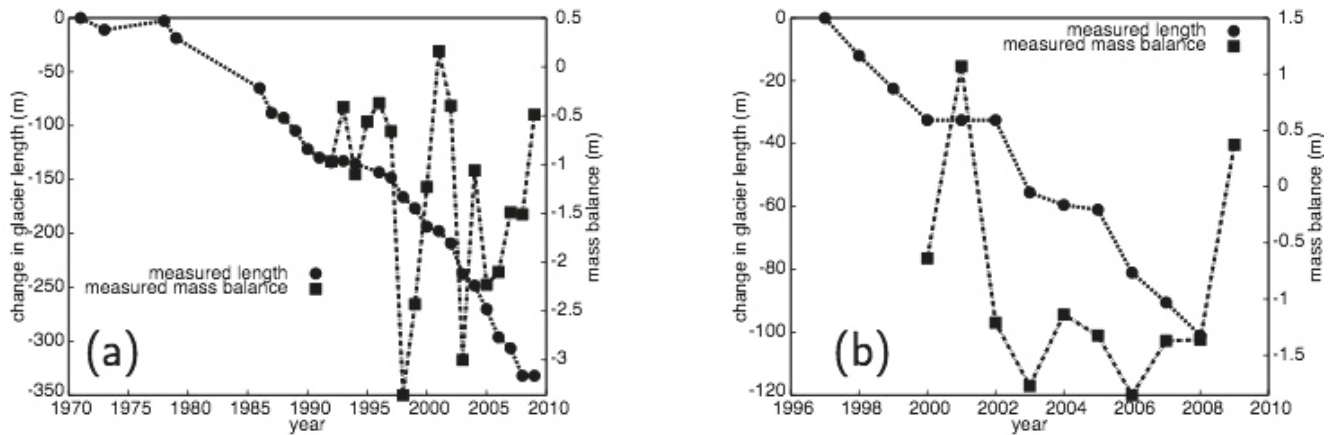 0
-50
-100
-150
-200
-250
-300
-350
change in glacier length (m)
measured length
measured mass balance
(a)
0.5
0
-0.5
-1
-1.5
-2
-2.5
-3
mass balance (m)
1970 1975 1980 1985 1990 1995 2000 2005 2010
year
-0
-20
-40
-60
-80
-100
-120
change in glacier length (m)
measured length
measured mass balance
(b)
1.5
1
0.5
0
-0.5
-1
-1.5
mass balance (m)
1996 1998 2000 2002 2004 2006 2008 2010
year